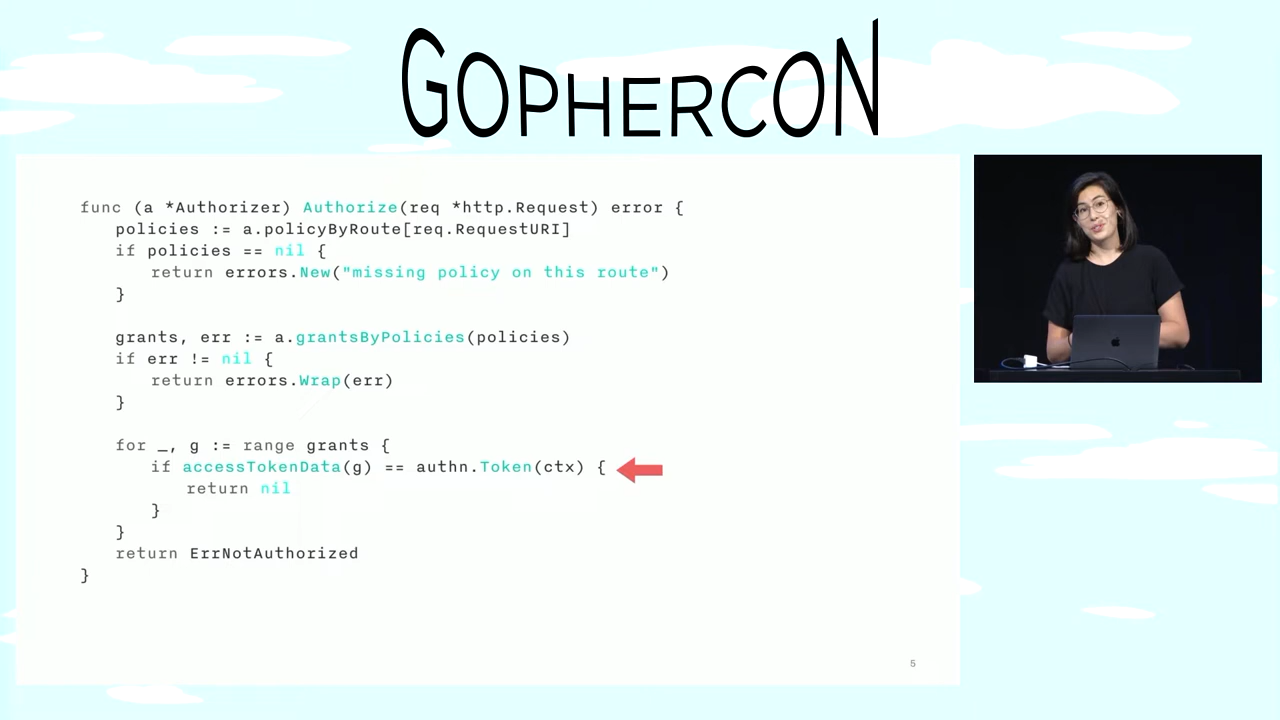 GOPHERCON
func (a *Authorizer) Authorize(req *http.Request) error {
policies := a.policyByRoute[req.RequestURI]
if policies == nil {
return errors.New("missing policy on this route")
}
grants, err := a.grantsByPolicies(policies)
if err != nil {
return errors.Wrap(err)
}
for _, g := range grants {
if accessTokenData(g) == authn.Token(ctx) {
return nil
}
}
return ErrNotAuthorized
}
5